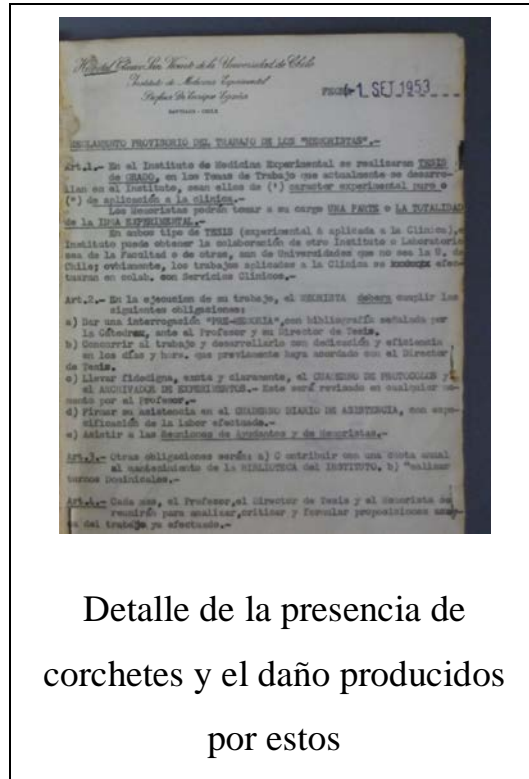 Hospital Clínico San Vicente de la Universidad de Chile
Instituto de Medicina Experimental
Profesor Dr. Enrique Egaña
SANTIAGO - CHILE
FECHA 1 SET 1953
REGLAMENTO PROVISORIO DEL TRABAJO DE LOS "MEMORISTAS".-
Art.1.- En el Instituto de Medicina Experimental se realizaran TESIS
de GRADO, en los Temas de Trabajo que actualmente se desarro-
llan en el Instituto, sean ellos de (*) caracter experimental puro o
(*) de aplicación a la clínica.-
Los Memoristas podrán tomar a su cargo UNA PARTE o LA TOTALIDAD
de la IDEA EXPERIMENTAL.-
En ambos tipo de TESIS (experimental ó aplicada a la Clínica), e
Instituto puede obtener la colaboración de otro Instituto o Laboratorio
sea de la Facultad o de otras, aun de Universidades que no sea la U. de
Chile; obviamente, los trabajos aplicados a la Clínica se efec-
tuaran en colab. con Servicios Clínicos.-
Art.2.- En la ejecusion de su trabajo, el MEMORISTA debera cumplir las
siguientes obligaciones:
a) Dar una interrogación "PRE-MEMORIA", con bibliografía señalada por
la Cátedra, ante el Profesor y su Director de Tesis.
b) Concurrir al trabajo y desarrollarlo con dedicación y eficiencia
en los días y hora. que previamente haya acordado con el Director
de Tesis.
c) Llevar fidedigna, exata y claramente, el CUADERNO DE PROTOCOLOS y
el ARCHIVADOR DE EXPERIMENTOS.- Este será revisado en cualquier mo-
mento por el Profesor.-
d) Firmar su asistencia en el CUADERNO DIARIO DE ASISTENCIA, con espe-
cificación de la labor efectuada.-
e) Asistir a las Reuniones de Ayudantes y de Memoristas.-
Art.3.- Otras obligaciones serán: a) O contribuir con una cuota anual
al mantenimiento de la BIBLIOTECA del INSTITUTO. b) "ealizar
turnos Dominicales.-
Art.4.- Cada mes, el Profesor, el Director de Tesis y el Memorista se
reunirán para analizar, criticar y formular proposiciones
ca del trabajo ya efectuado.-
Detalle de la presencia de
corchetes y el daño producidos
por estos